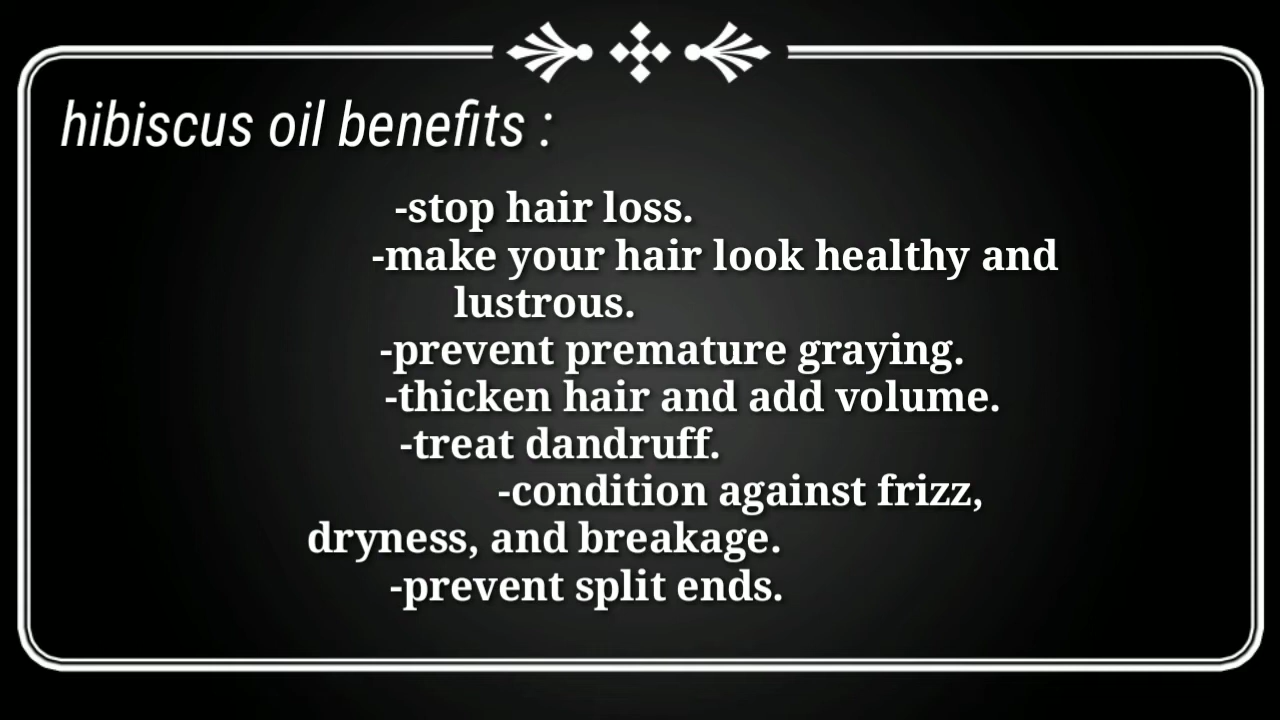 hibiscus oil benefits :
-stop hair loss.
-make your hair look healthy and
lustrous.
-prevent premature graying.
-thicken hair and add volume.
-treat dandruff.
-condition against frizz,
dryness, and breakage.
-prevent split ends.